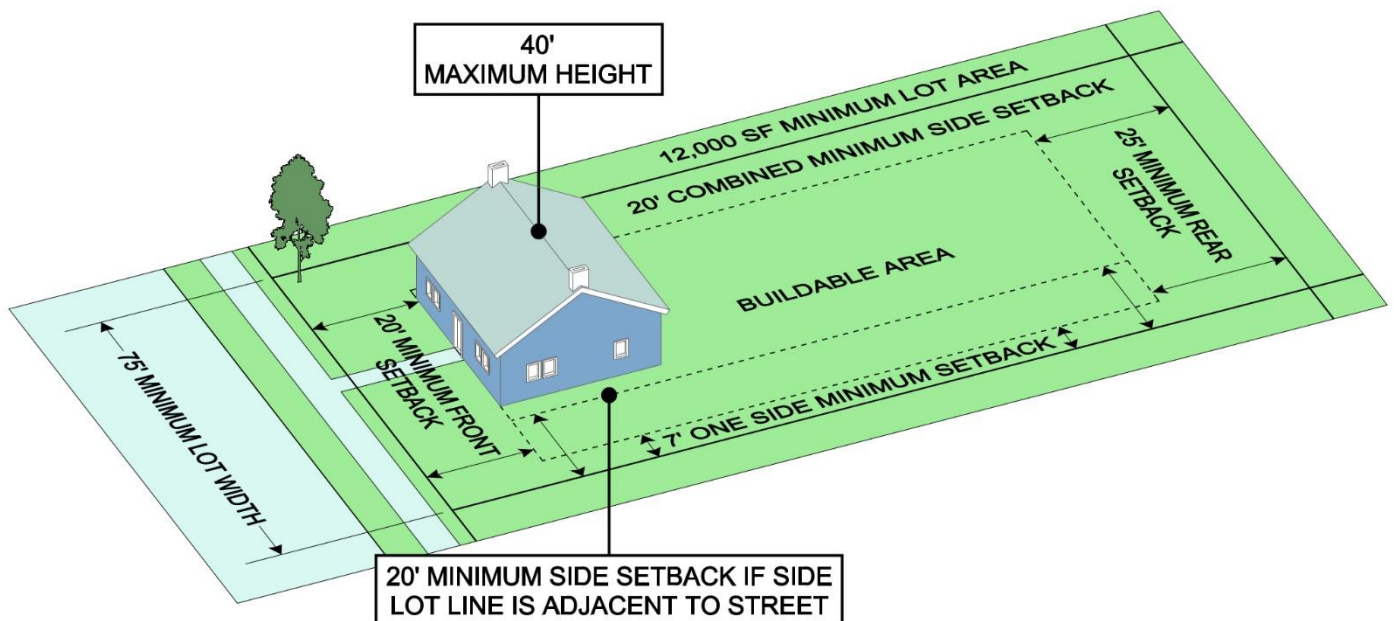 40'
MAXIMUM HEIGHT
12,000 SF MINIMUM LOT AREA
20' COMBINED MINIMUM SIDE SETBACK
25' MINIMUM REAR
SETBACK
BUILDABLE AREA
20' MINIMUM FRONT
SETBACK
75' MINIMUM LOT WIDTH
7' ONE SIDE MINIMUM SETBACK
20' MINIMUM SIDE SETBACK IF SIDE
LOT LINE IS ADJACENT TO STREET